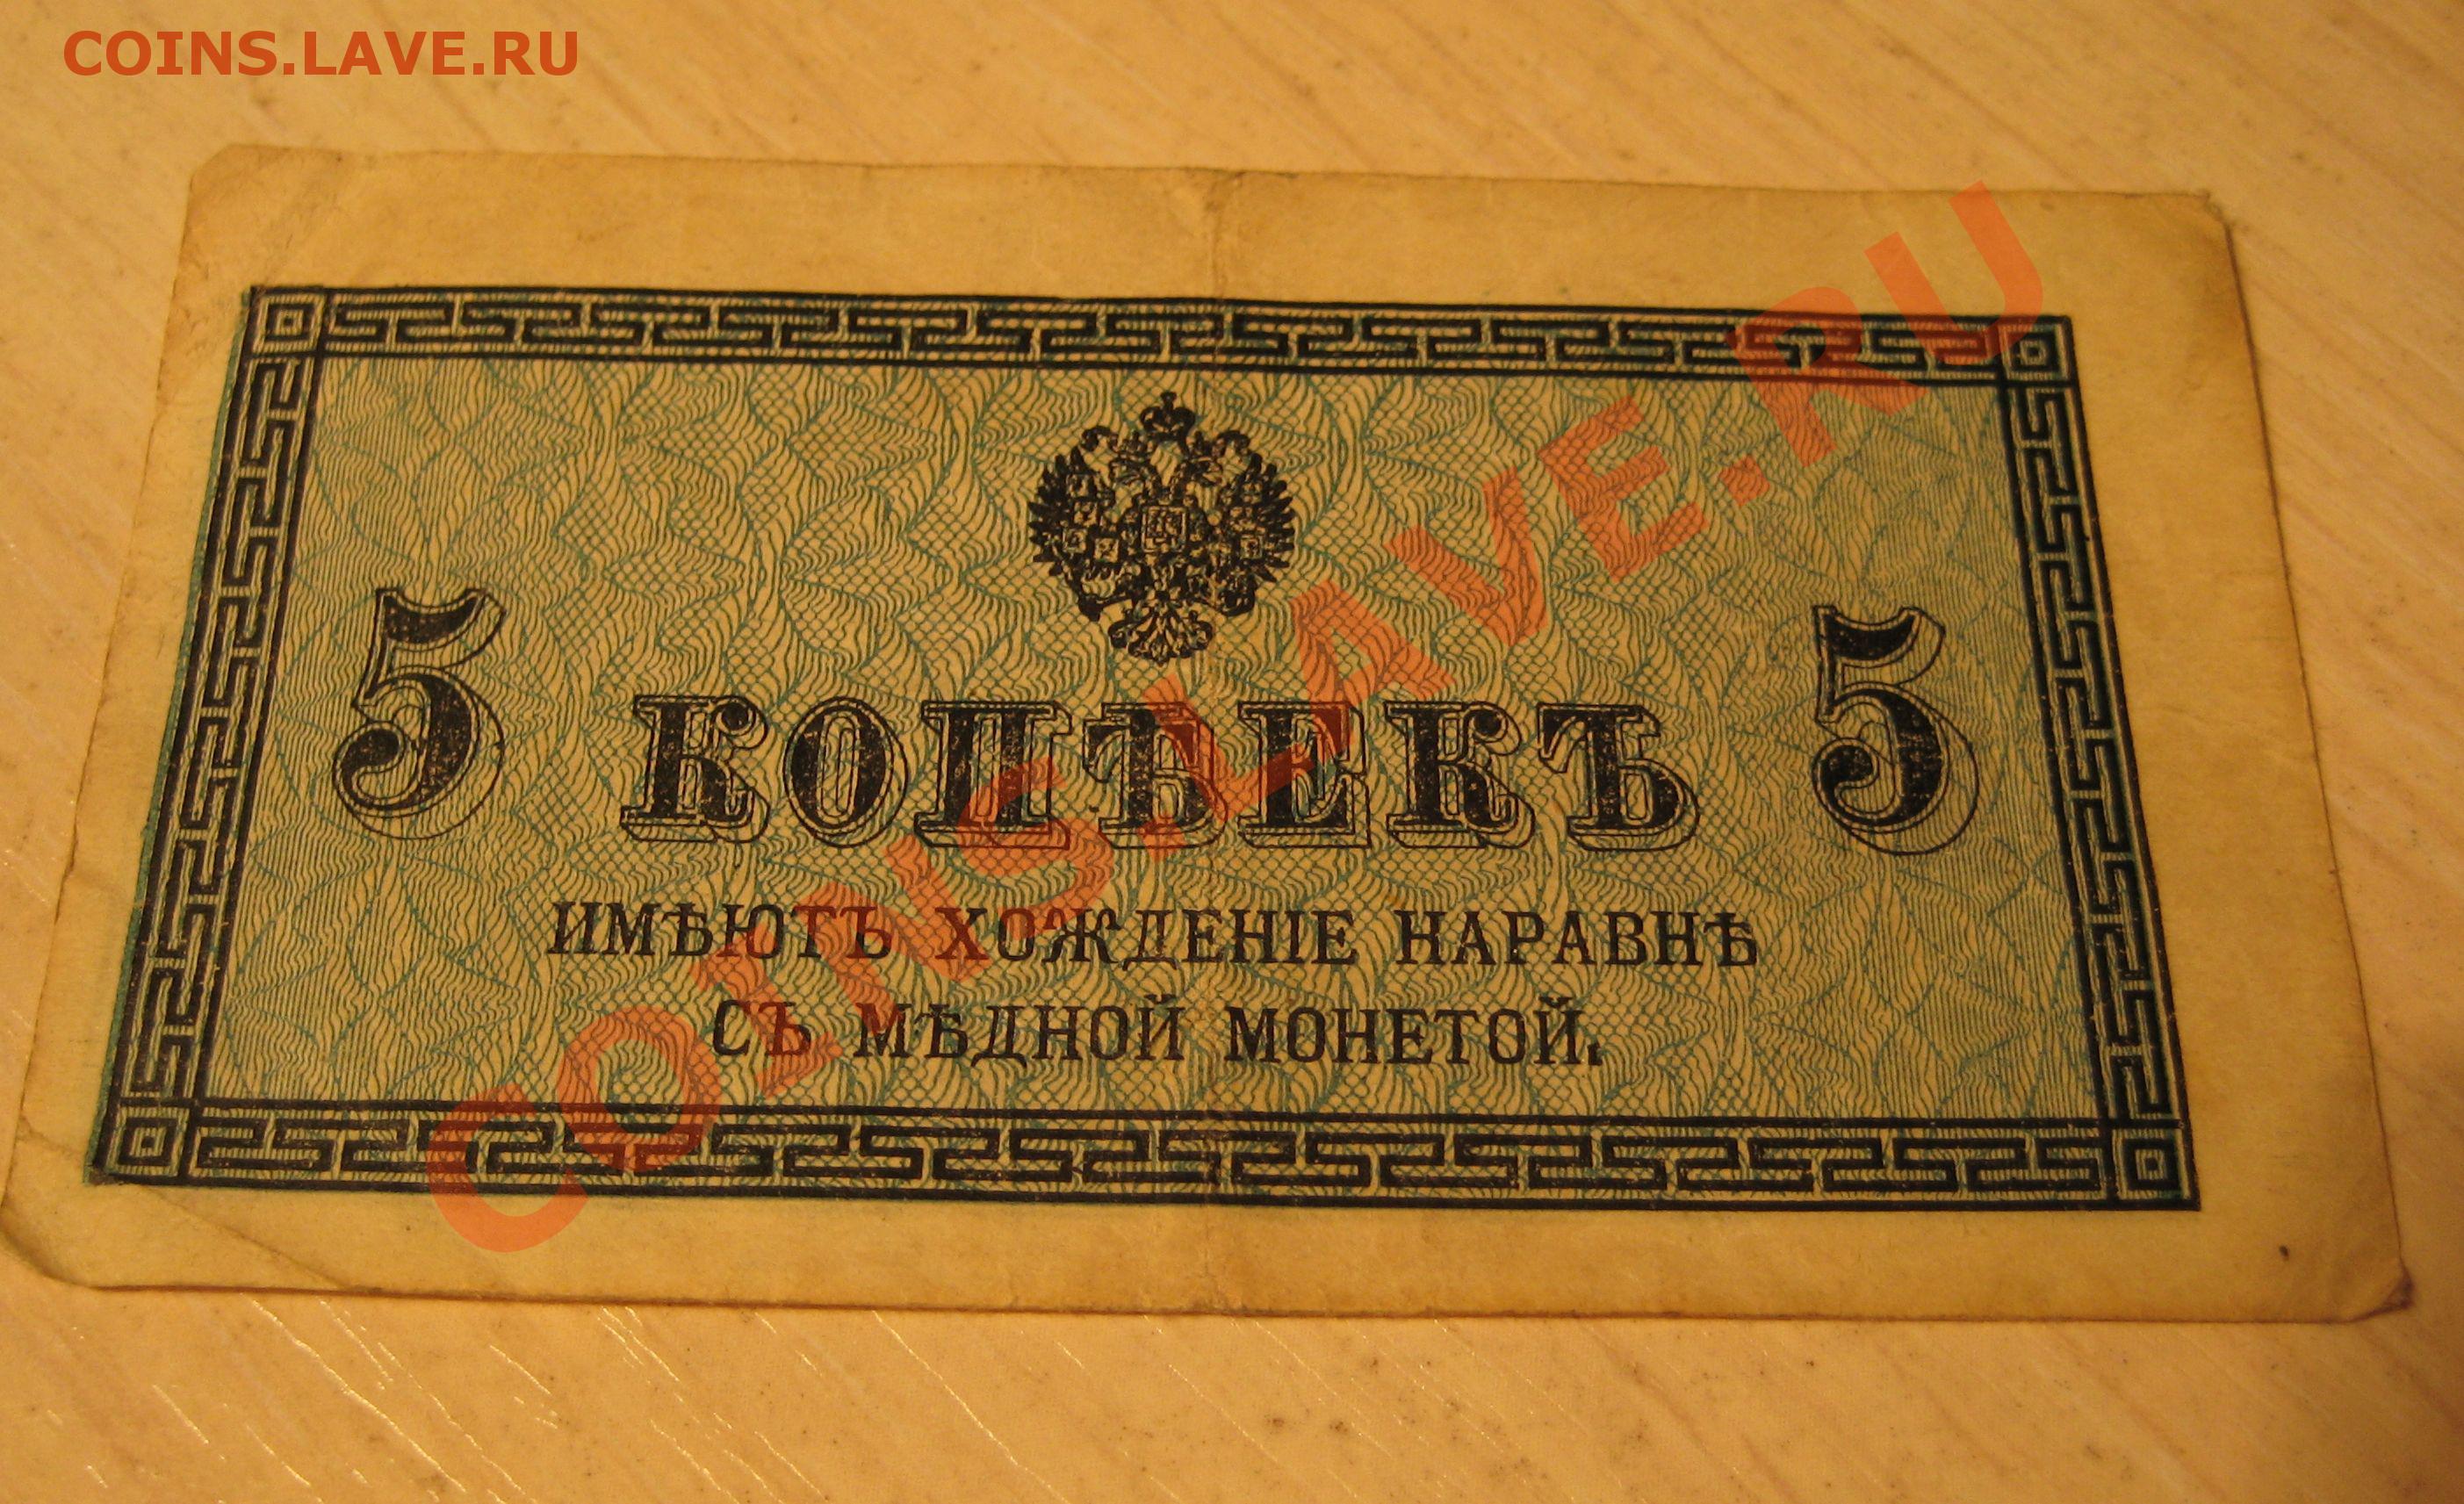 COINS.LAVE.RU
5 КОПѢЕКЪ 5
ИМѢЮТЪ ХОЖДЕНІЕ НАРАВНѢ
СЪ МѢДНОЙ МОНЕТОЙ.
COINS.LAVE.RU